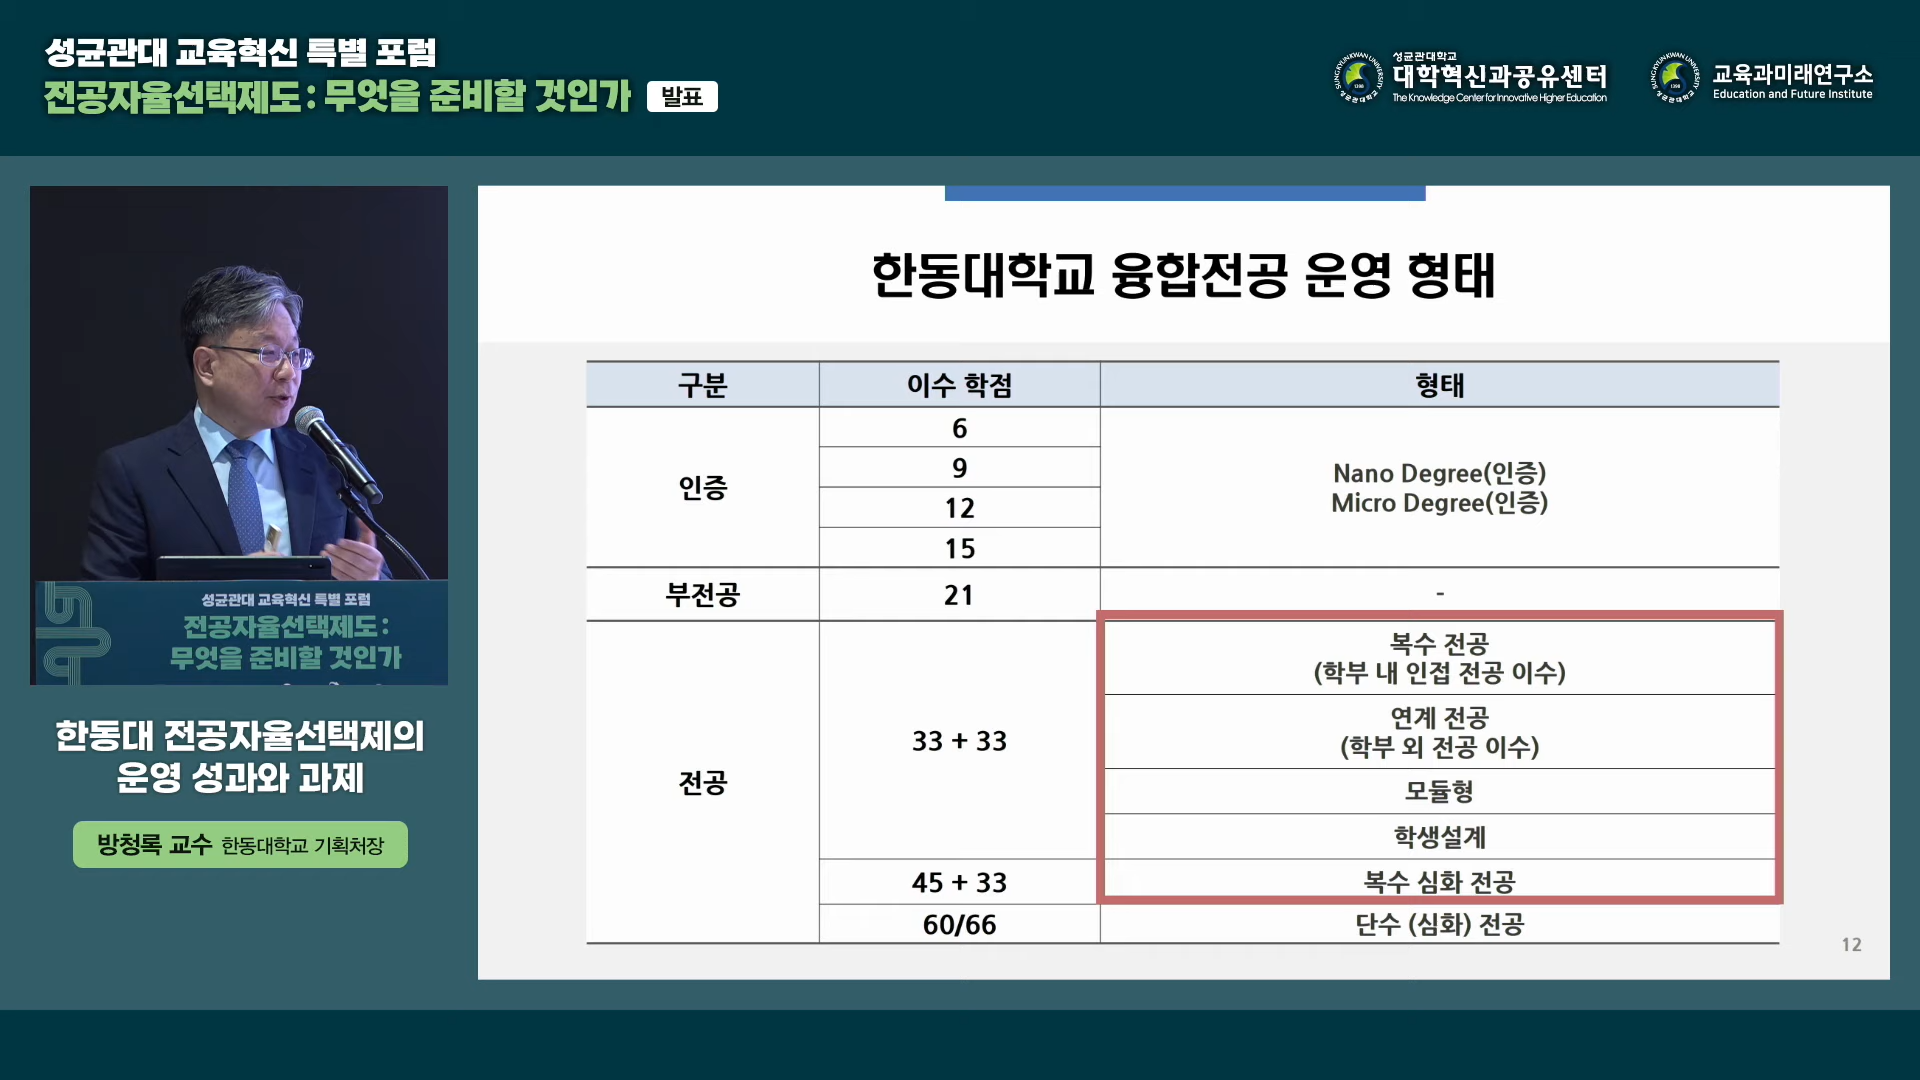 성균관대 교육혁신 특별 포럼
전공자율선택제도: 무엇을 준비할 것인가 발표
성균관대학교
대학혁신과공유센터
The Knowledge Center for Innovative Higher Education
교육과미래연구소
Education and Future Institute
성균관대 교육혁신 특별 포럼
전공자율선택제도:
무엇을 준비할 것인가
한동대 전공자율선택제의
운영 성과와 과제
방청록 교수 한동대학교 기획처장
한동대학교 융합전공 운영 형태
구분 이수 학점 형태
인증
6
9
12
15
Nano Degree(인증)
Micro Degree(인증)
부전공 21 -
전공
33 + 33
복수 전공
(학부 내 인접 전공 이수)
연계 전공
(학부 외 전공 이수)
모듈형
학생설계
45 + 33 복수 심화 전공
60/66 단수 (심화) 전공
12